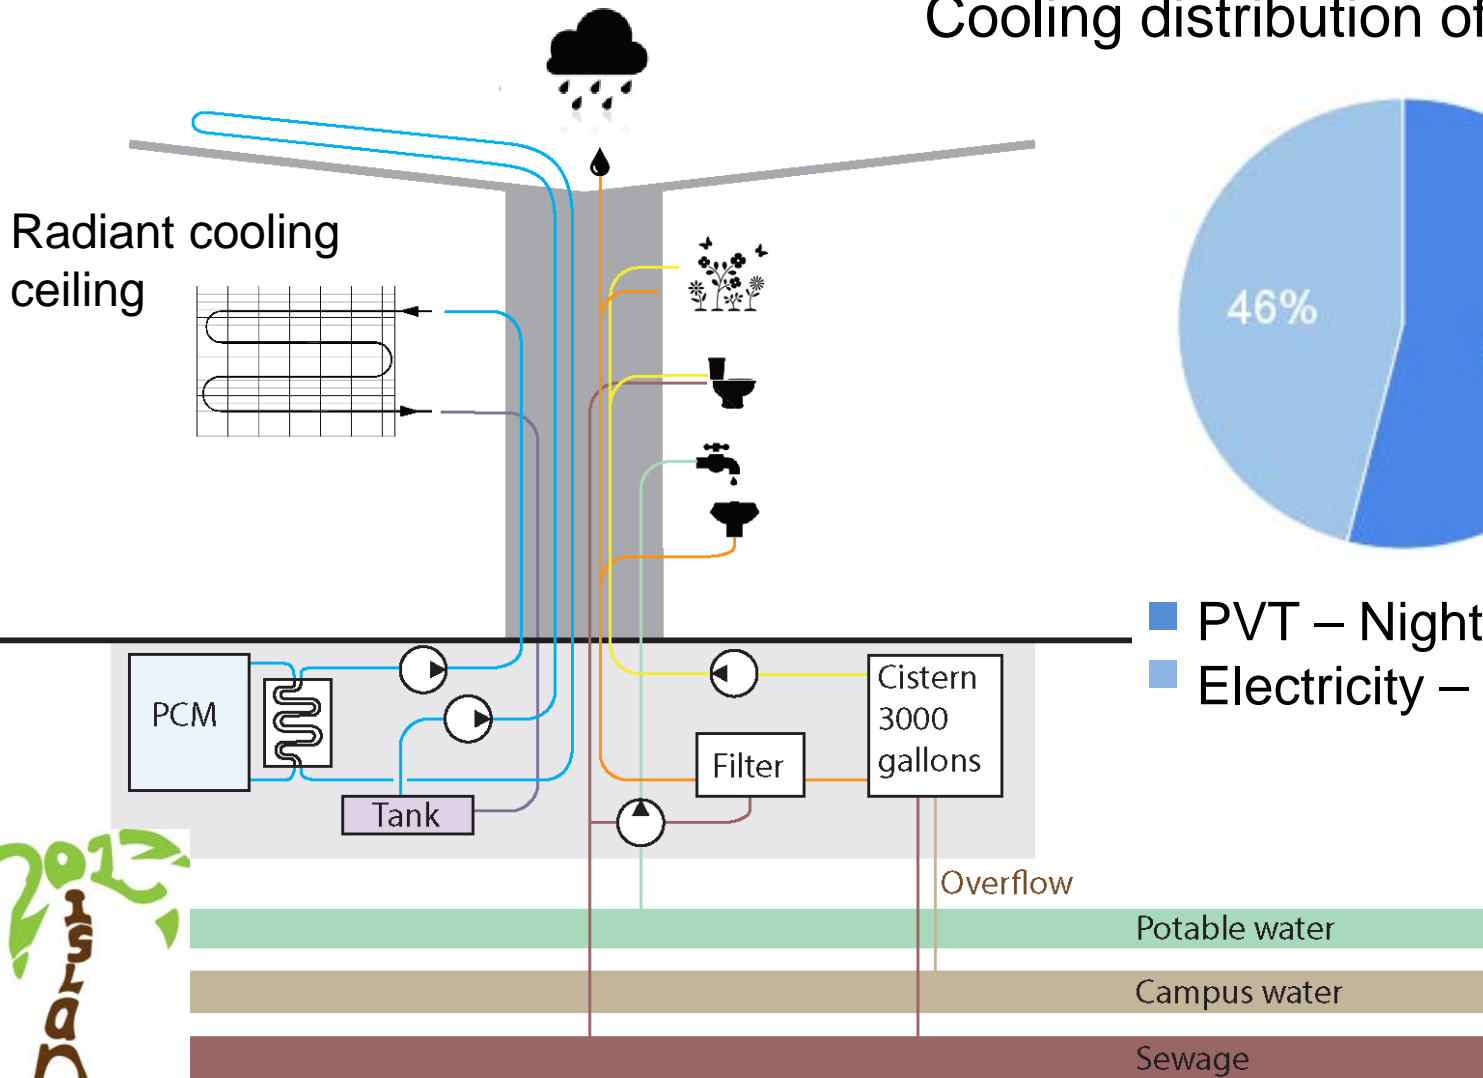 Cooling distribution of
Radiant cooling
ceiling
46%
PVT – Night
Electricity –
PCM
Tank
Filter
Cistern
3000
gallons
Overflow
Potable water
Campus water
Sewage
2013